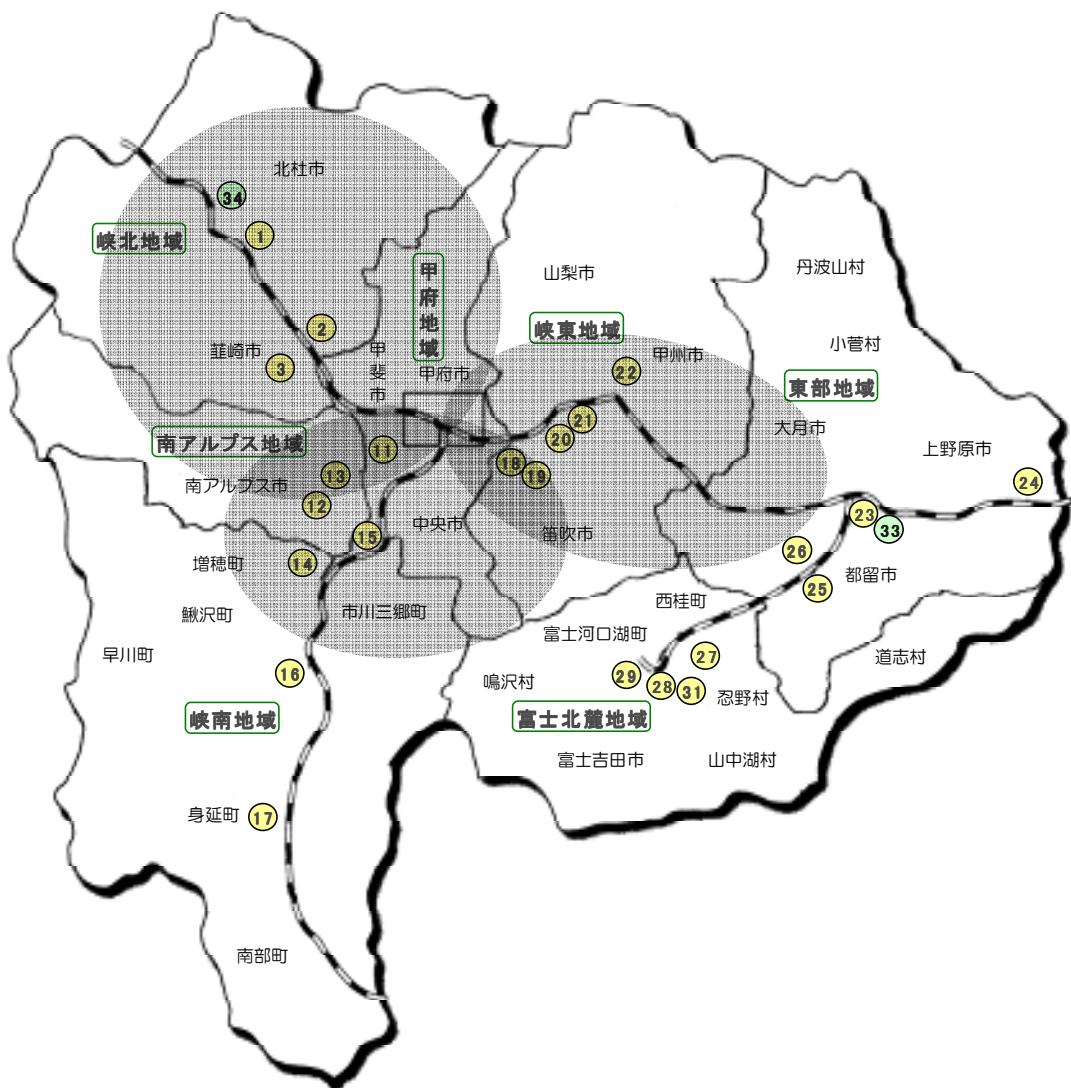 北杜市
34
峡北地域
1
甲府地域
山梨市
丹波山村
2
韮崎市
3
甲斐市
甲府市
峡東地域
22
甲州市
小菅村
東部地域
南アルプス地域
11
21
20
大月市
上野原市
18
19
13
南アルプス市
12
24
15
中央市
笛吹市
23
33
増穂町
14
26
25
都留市
鰍沢町
市川三郷町
西桂町
富士河口湖町
早川町
16
29
28
27
31
鳴沢村
忍野村
道志村
峡南地域
富士北麓地域
富士吉田市
山中湖村
身延町
17
南部町